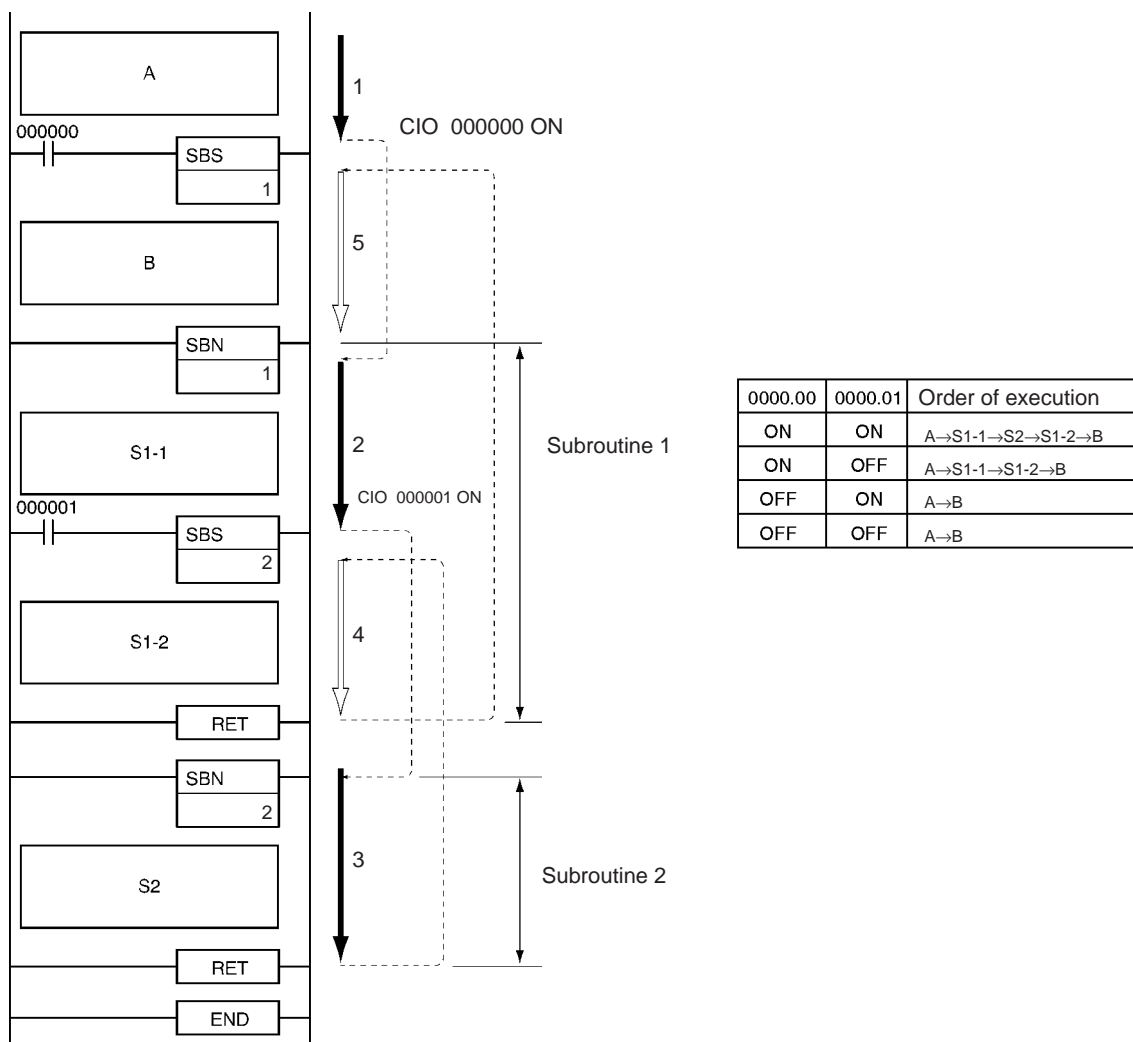 A
1
CIO 000000 ON
000000
SBS
1
5
B
SBN
1
2
S1-1
Subroutine 1
CIO 000001 ON
000001
SBS
2
4
S1-2
RET
SBN
2
3
S2
Subroutine 2
RET
END
0000.00 0000.01 Order of execution
ON ON A→S1-1→S2→S1-2→B
ON OFF A→S1-1→S1-2→B
OFF ON A→B
OFF OFF A→B